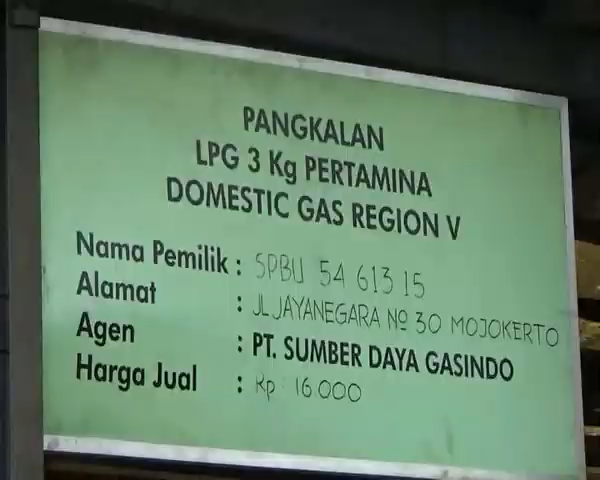 PANGKALAN
LPG 3 Kg PERTAMINA
DOMESTIC GAS REGION V
Nama Pemilik : SPBU 54 613 15
Alamat : JL JAYANEGARA Nº 30 MOJOKERTO
Agen : PT. SUMBER DAYA GASINDO
Harga Jual : Rp 16.000